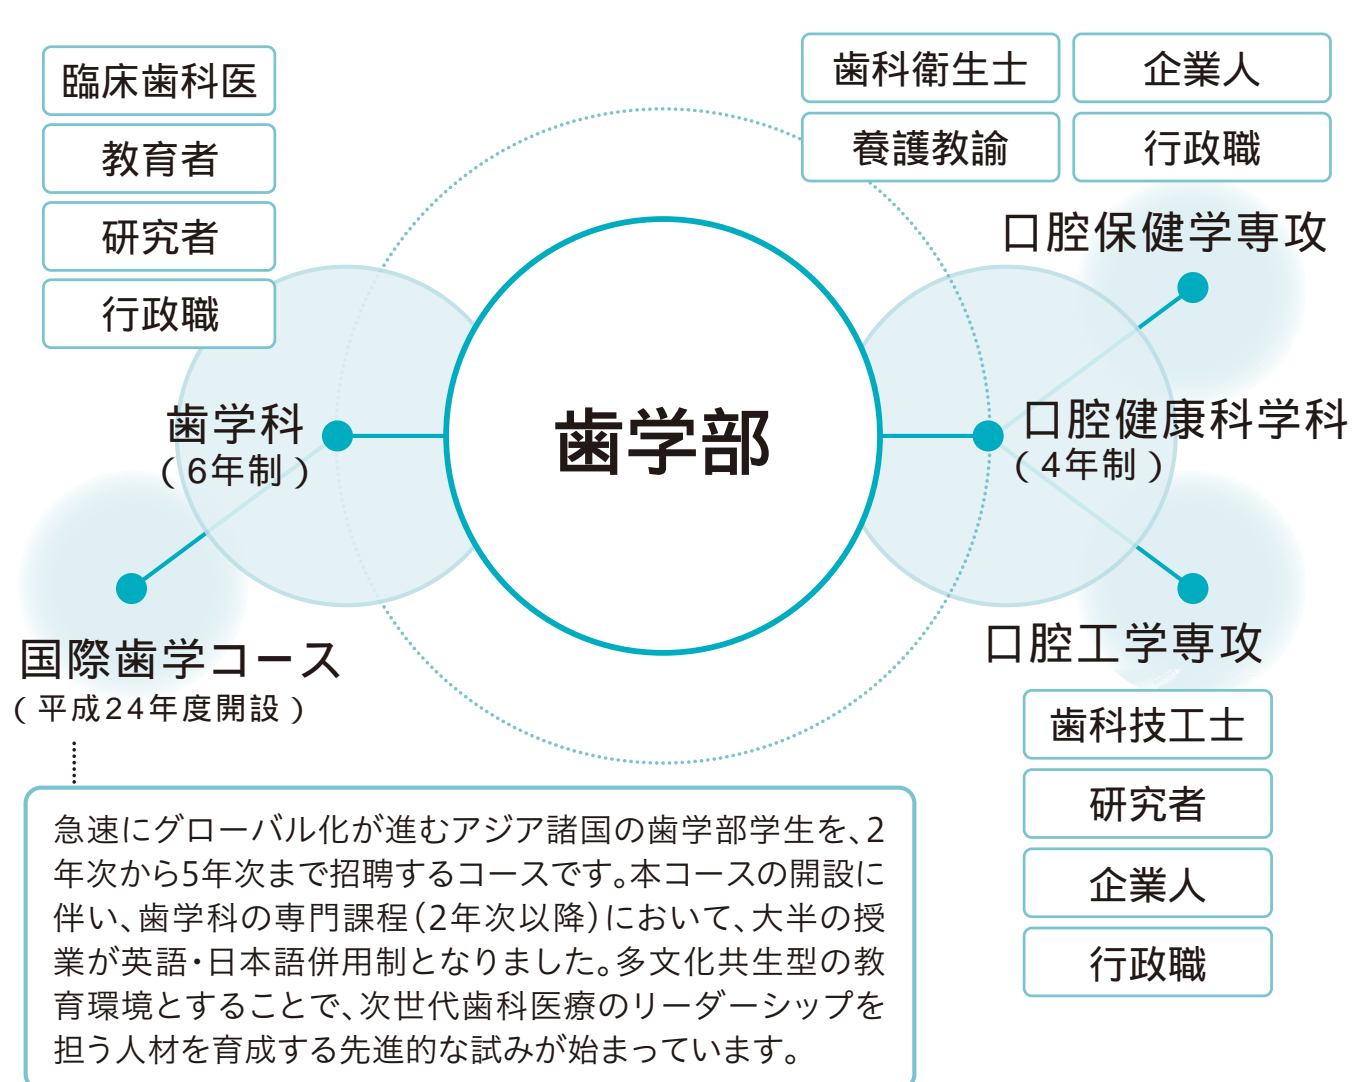 臨床歯科医
教育者
研究者
行政職
歯科衛生士
企業人
養護教諭
行政職
口腔保健学専攻
歯学部
歯学科
（6年制）
口腔健康科学科
（4年制）
国際歯学コース
（平成24年度開設）
口腔工学専攻
歯科技工士
研究者
企業人
行政職
急速にグローバル化が進むアジア諸国の歯学部学生を、2
年次から5年次まで招聘するコースです。本コースの開設に
伴い、歯学科の専門課程（2年次以降）において、大半の授
業が英語・日本語併用制となりました。多文化共生型の教
育環境とすることで、次世代歯科医療のリーダーシップを
担う人材を育成する先進的な試みが始まっています。